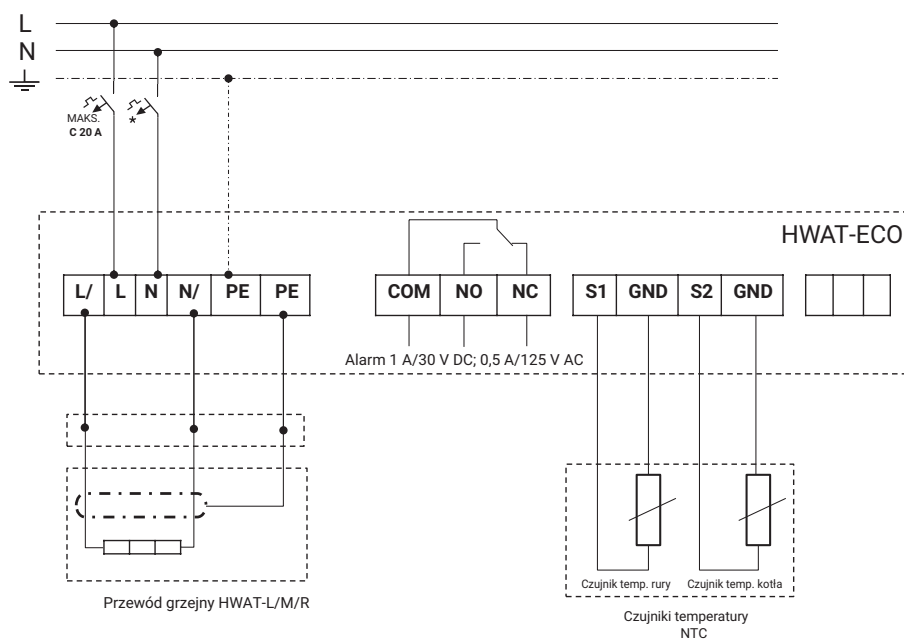 L
N
MAKS.
C 20 A
*
HWAT-ECO
L/ L N N/ PE PE
COM NO NC
S1 GND S2 GND
Alarm 1 A/30 V DC; 0,5 A/125 V AC
Czujnik temp. rury Czujnik temp. kotła
Przewód grzejny HWAT-L/M/R
Czujniki temperatury
NTC